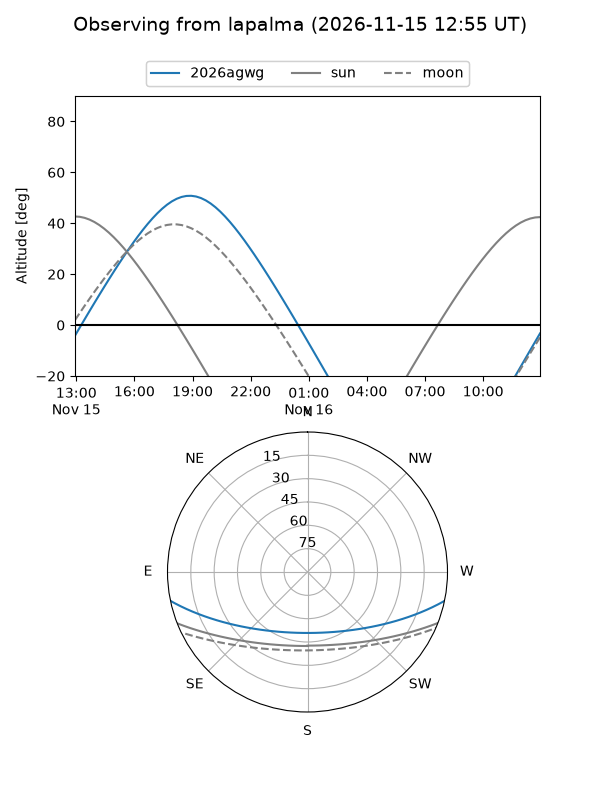 Observing from lapalma (2026-11-15 12:55 UT)
2026agwg sun moon
Altitude [deg]
80
60
40
20
0
−20
13:00 16:00 19:00 22:00 01:00 04:00 07:00 10:00
Nov 15 Nov 16
N
NE NW
15
30
45
60
75
E W
SE SW
S